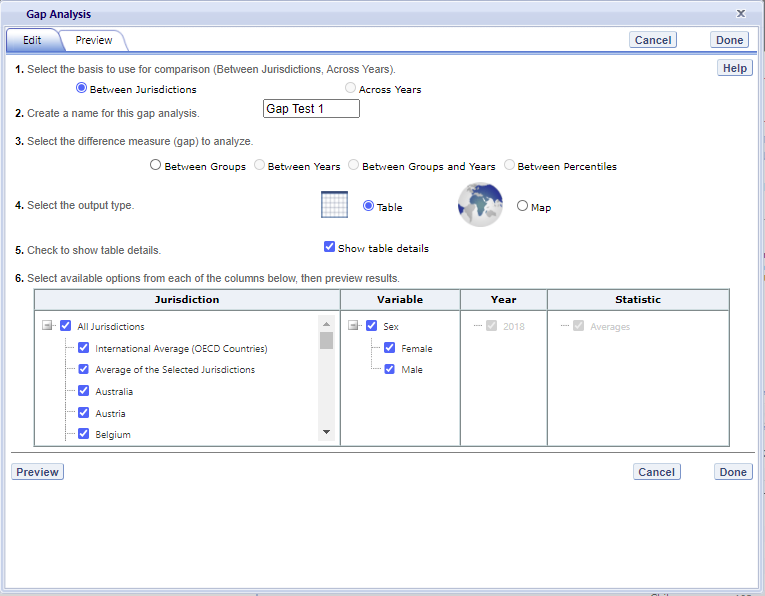 Gap Analysis
X
Edit Preview Cancel Done
1. Select the basis to use for comparison (Between Jurisdictions, Across Years). Help
Between Jurisdictions Across Years
2. Create a name for this gap analysis. Gap Test 1
3. Select the difference measure (gap) to analyze.
Between Groups Between Years Between Groups and Years Between Percentiles
4. Select the output type. Table Map
5. Check to show table details. Show table details
6. Select available options from each of the columns below, then preview results.
Jurisdiction Variable Year Statistic
All Jurisdictions Sex 2018 Averages
International Average (OECD Countries) Female
Average of the Selected Jurisdictions Male
Australia
Austria
Belgium
Preview Cancel Done